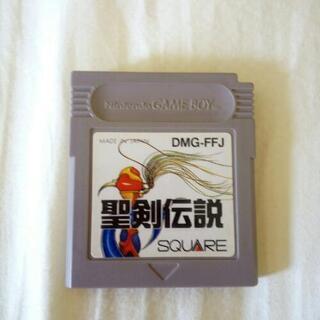 Nintendo GAME BOY
MADE IN JAPAN
DMG-FFJ
聖剣伝説
SQUARE